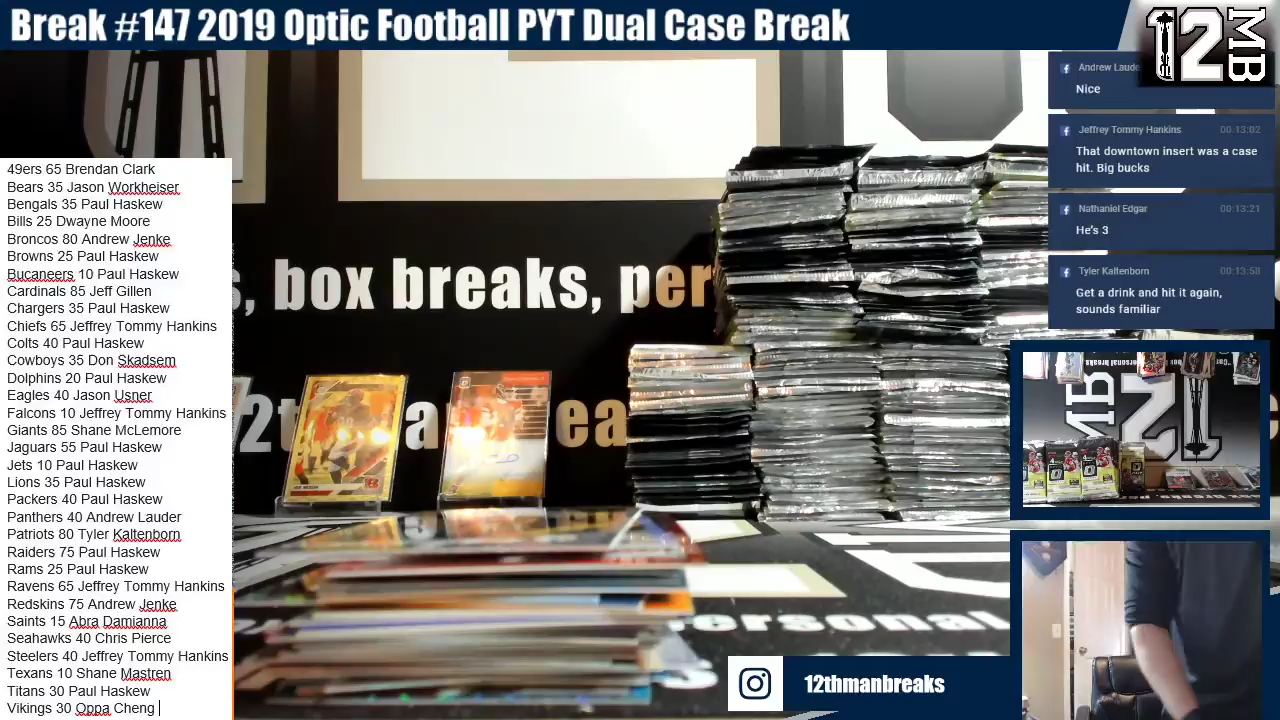 Break #147 2019 Optic Football PYT Dual Case Break
12
MB
Andrew Laude
Nice
Jeffrey Tommy Hankins 00:13:02
That downtown insert was a case
hit. Big bucks
Nathaniel Edgar 00:13:21
He's 3
Tyler Kaltenborn 00:13:58
Get a drink and hit it again,
sounds familiar
49ers 65 Brendan Clark
Bears 35 Jason Workheiser
Bengals 35 Paul Haskew
Bills 25 Dwayne Moore
Broncos 80 Andrew Jenke
Browns 25 Paul Haskew
Bucaneers 10 Paul Haskew
Cardinals 85 Jeff Gillen
Chargers 35 Paul Haskew
Chiefs 65 Jeffrey Tommy Hankins
Colts 40 Paul Haskew
Cowboys 35 Don Skadsem
Dolphins 20 Paul Haskew
Eagles 40 Jason Usner
Falcons 10 Jeffrey Tommy Hankins
Giants 85 Shane McLemore
Jaguars 55 Paul Haskew
Jets 10 Paul Haskew
Lions 35 Paul Haskew
Packers 40 Paul Haskew
Panthers 40 Andrew Lauder
Patriots 80 Tyler Kaltenborn
Raiders 75 Paul Haskew
Rams 25 Paul Haskew
Ravens 65 Jeffrey Tommy Hankins
Redskins 75 Andrew Jenke
Saints 15 Abra Damianna
Seahawks 40 Chris Pierce
Steelers 40 Jeffrey Tommy Hankins
Texans 10 Shane Mastren
Titans 30 Paul Haskew
Vikings 30 Oppa Cheng
s, box breaks, per
12th a ea
ersonal
12thmanbreaks